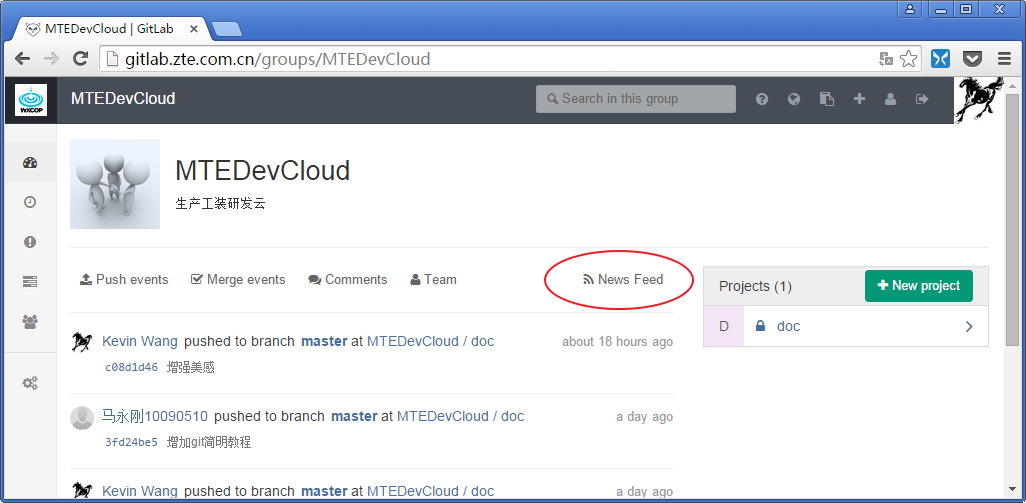 MTEDevCloud | GitLab
gitlab.zte.com.cn/groups/MTEDevCloud
WXCOP
MTEDevCloud
Search in this group
MTEDevCloud
生产工装研发云
Push events Merge events Comments Team News Feed
Projects (1) New project
D doc
Kevin Wang pushed to branch master at MTEDevCloud / doc about 18 hours ago
c08d1d46 增强美感
马永刚10090510 pushed to branch master at MTEDevCloud / doc a day ago
3fd24be5 增加git简明教程
Kevin Wang pushed to branch master at MTEDevCloud / doc a day ago